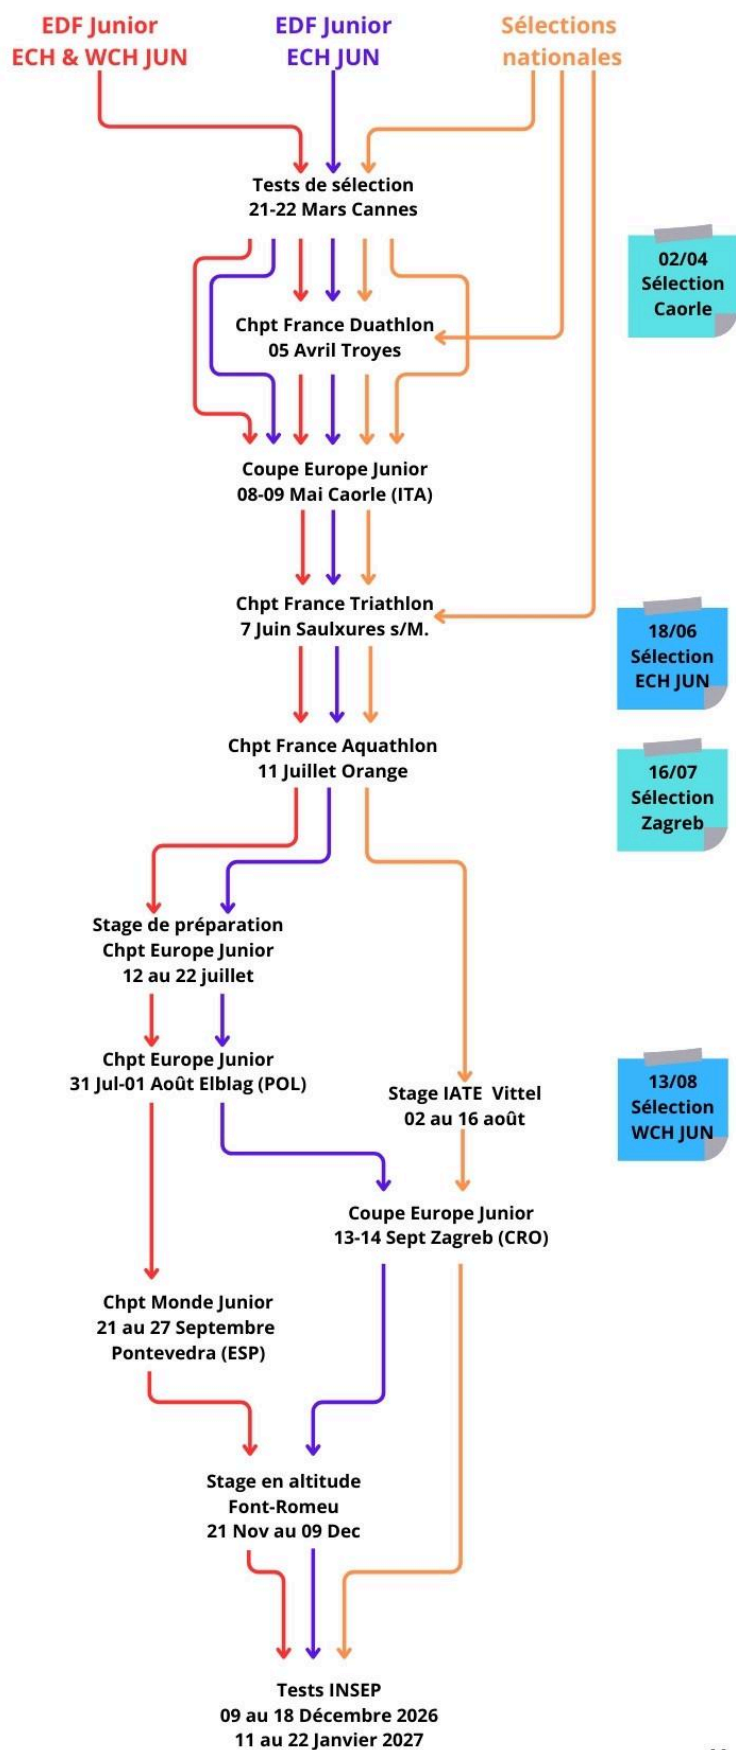 EDF Junior
ECH & WCH JUN
EDF Junior
ECH JUN
Sélections
nationales
Tests de sélection
21-22 Mars Cannes
02/04
Sélection
Caorle
Chpt France Duathlon
05 Avril Troyes
Coupe Europe Junior
08-09 Mai Caorle (ITA)
Chpt France Triathlon
7 Juin Saulxures s/M.
18/06
Sélection
ECH JUN
Chpt France Aquathlon
11 Juillet Orange
16/07
Sélection
Zagreb
Stage de préparation
Chpt Europe Junior
12 au 22 juillet
Chpt Europe Junior
31 Jul-01 Août Elblag (POL)
Stage IATE Vittel
02 au 16 août
13/08
Sélection
WCH JUN
Coupe Europe Junior
13-14 Sept Zagreb (CRO)
Chpt Monde Junior
21 au 27 Septembre
Pontevedra (ESP)
Stage en altitude
Font-Romeu
21 Nov au 09 Dec
Tests INSEP
09 au 18 Décembre 2026
11 au 22 Janvier 2027